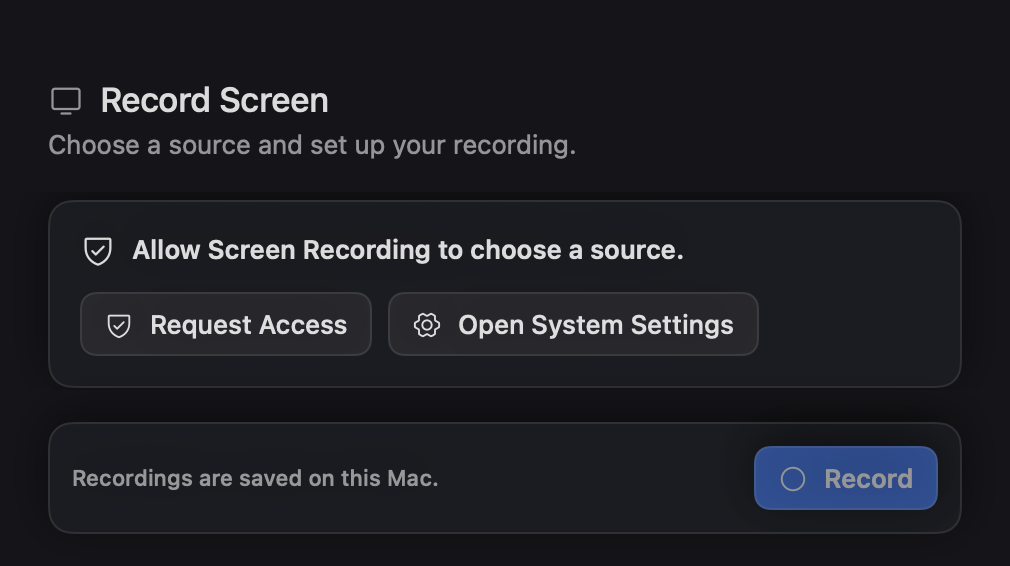 Record Screen
Choose a source and set up your recording.
Allow Screen Recording to choose a source.
Request Access
Open System Settings
Recordings are saved on this Mac.
Record